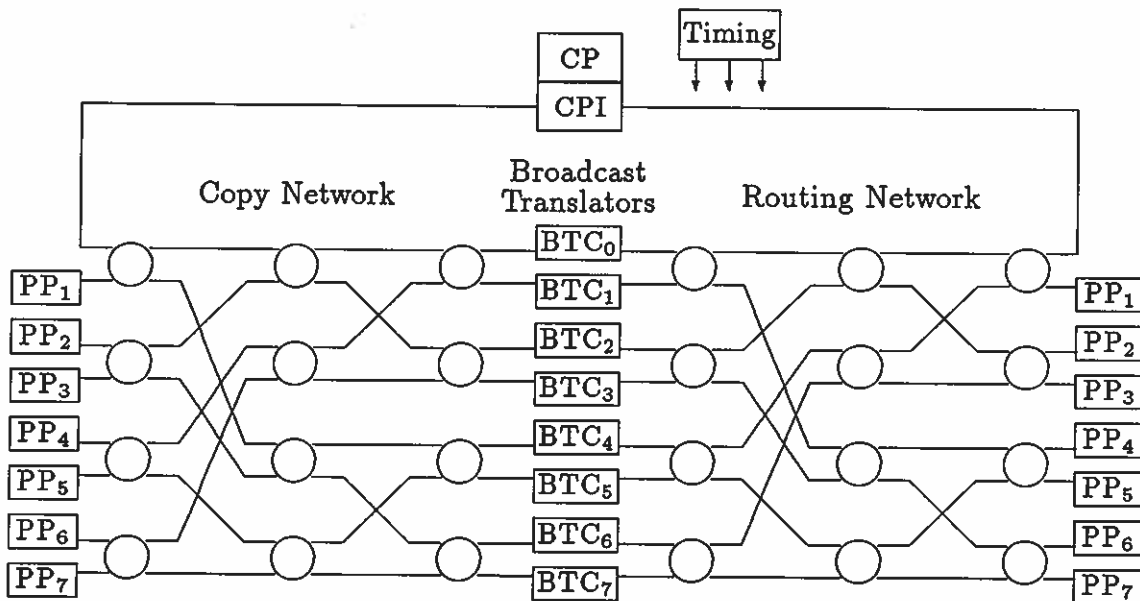 CP
Timing
CPI
Copy Network
Broadcast
Translators
Routing Network
BTC₀
PP₁
BTC₁
PP₁
PP₂
BTC₂
PP₂
PP₃
BTC₃
PP₃
PP₄
BTC₄
PP₄
PP₅
BTC₅
PP₅
PP₆
BTC₆
PP₆
PP₇
BTC₇
PP₇